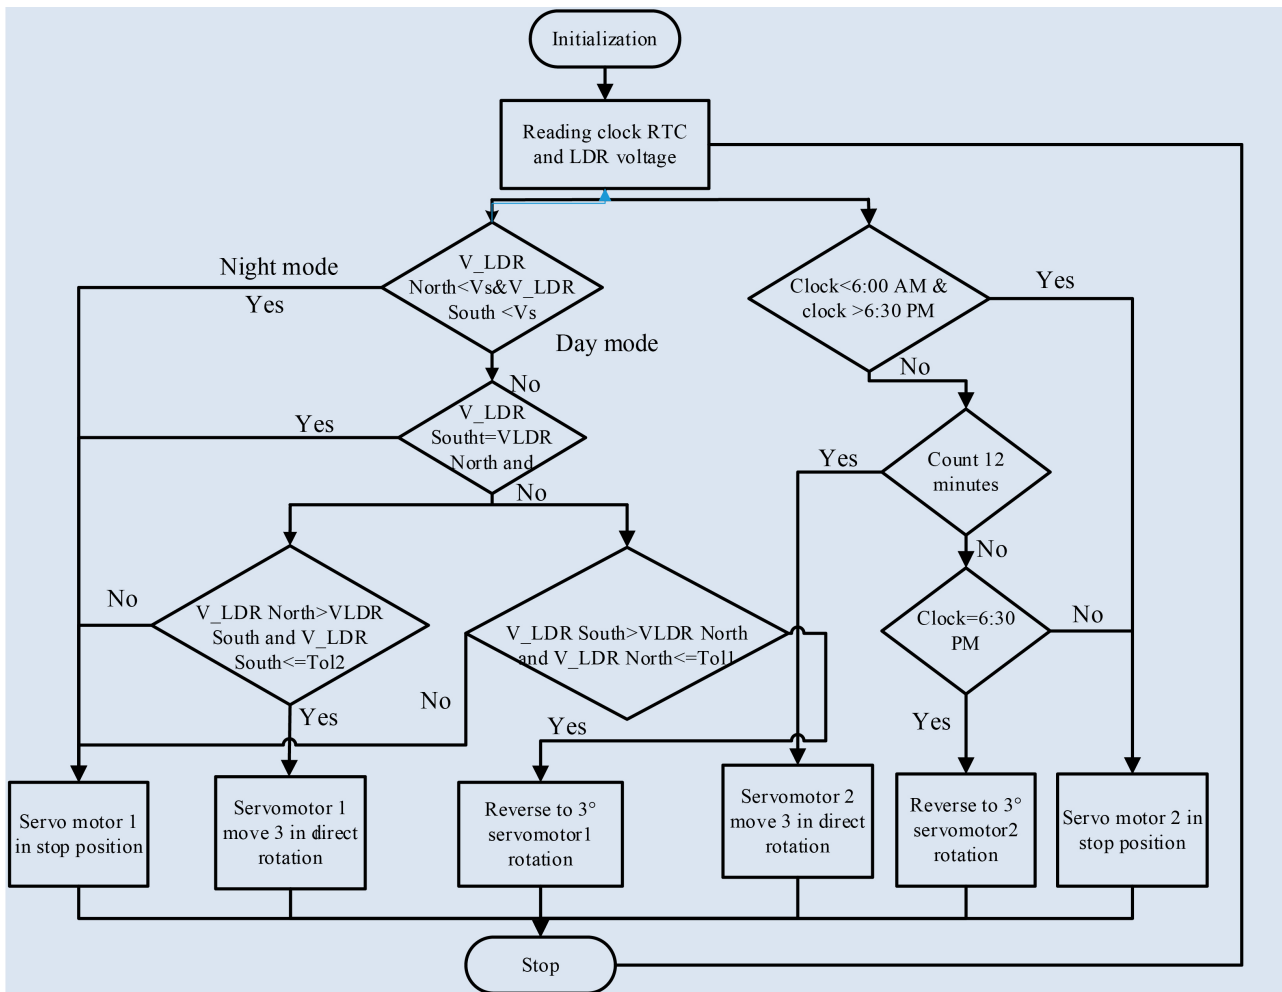 Initialization
Reading clock RTC
and LDR voltage
Night mode
Yes
V_LDR
North<Vs&V_LDR
South <Vs
Clock<6:00 AM &
clock >6:30 PM
Yes
Day mode
No
No
Yes
V_LDR
Southt=VLDR
North and
No
Yes
Count 12
minutes
No
No
V_LDR North>VLDR
South and V_LDR
South<=Tol2
V_LDR South>VLDR North
and V_LDR North<=Tol1
Clock=6:30
PM
No
No
Yes
Yes
Yes
Servo motor 1
in stop position
Servomotor 1
move 3 in direct
rotation
Reverse to 3°
servomotor1
rotation
Servomotor 2
move 3 in direct
rotation
Reverse to 3°
servomotor2
rotation
Servo motor 2 in
stop position
Stop